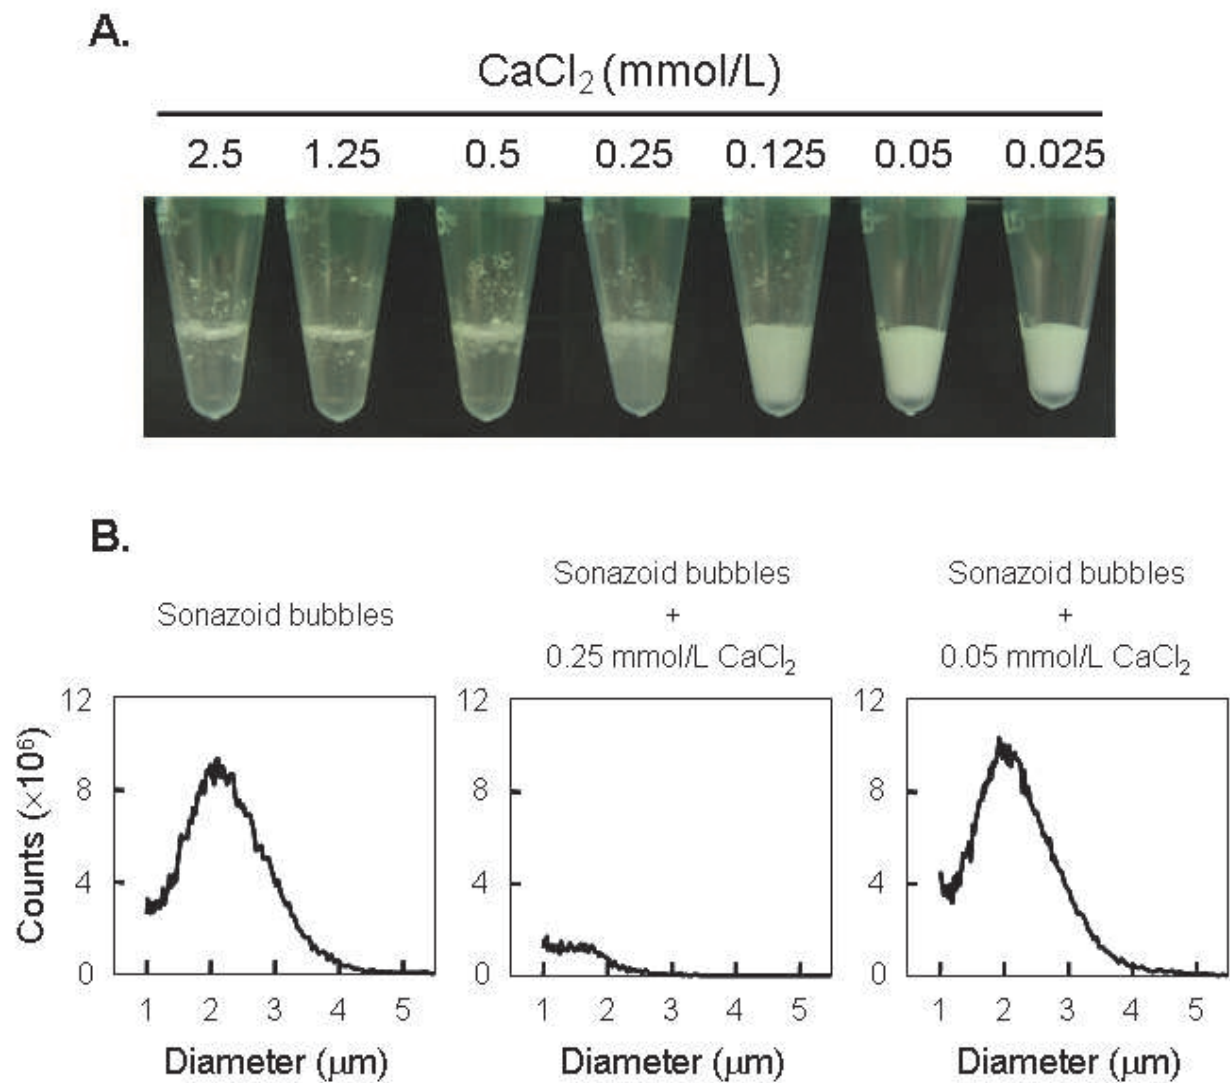 A.
CaCl₂ (mmol/L)
2.5 1.25 0.5 0.25 0.125 0.05 0.025
B.
Sonazoid bubbles
Sonazoid bubbles
+
0.25 mmol/L CaCl₂
Sonazoid bubbles
+
0.05 mmol/L CaCl₂
Counts (×10⁶)
12
8
4
0
1 2 3 4 5
Diameter (μm)
12
8
4
0
1 2 3 4 5
Diameter (μm)
12
8
4
0
1 2 3 4 5
Diameter (μm)